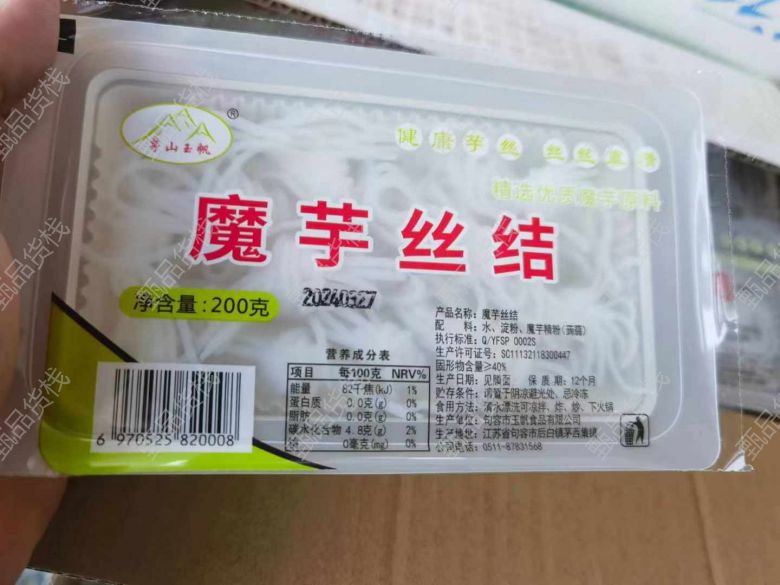 茅山玉帆
®
健康芋丝 丝丝
精选优质魔芋原料
魔芋丝结
净含量:200克
20240527
营养成分表
项目 每100克 NRV%
能量 82千焦(kJ) 1%
蛋白质 0.0克(g) 0%
脂肪 0.0克(g) 0%
碳水化合物 4.8克(g) 2%
钠 0毫克(mg) 0%
产品名称:魔芋丝结
配 料:水、淀粉、魔芋精粉(蒟蒻)
执行标准:Q/YFSP 0002S
生产许可证号:SC11132118300447
固形物含量≥40%
生产日期:见膜面 保质期:12个月
贮存条件:请置于阴凉避光处、忌冷冻
食用方法:清水漂洗可凉拌、炸、炒、下火锅
生产单位:句容市玉帆食品有限公司
生产地址:江苏省句容市后白镇茅西集镇
公司电话:0511-87831568
6 970525 820008
甄品货栈